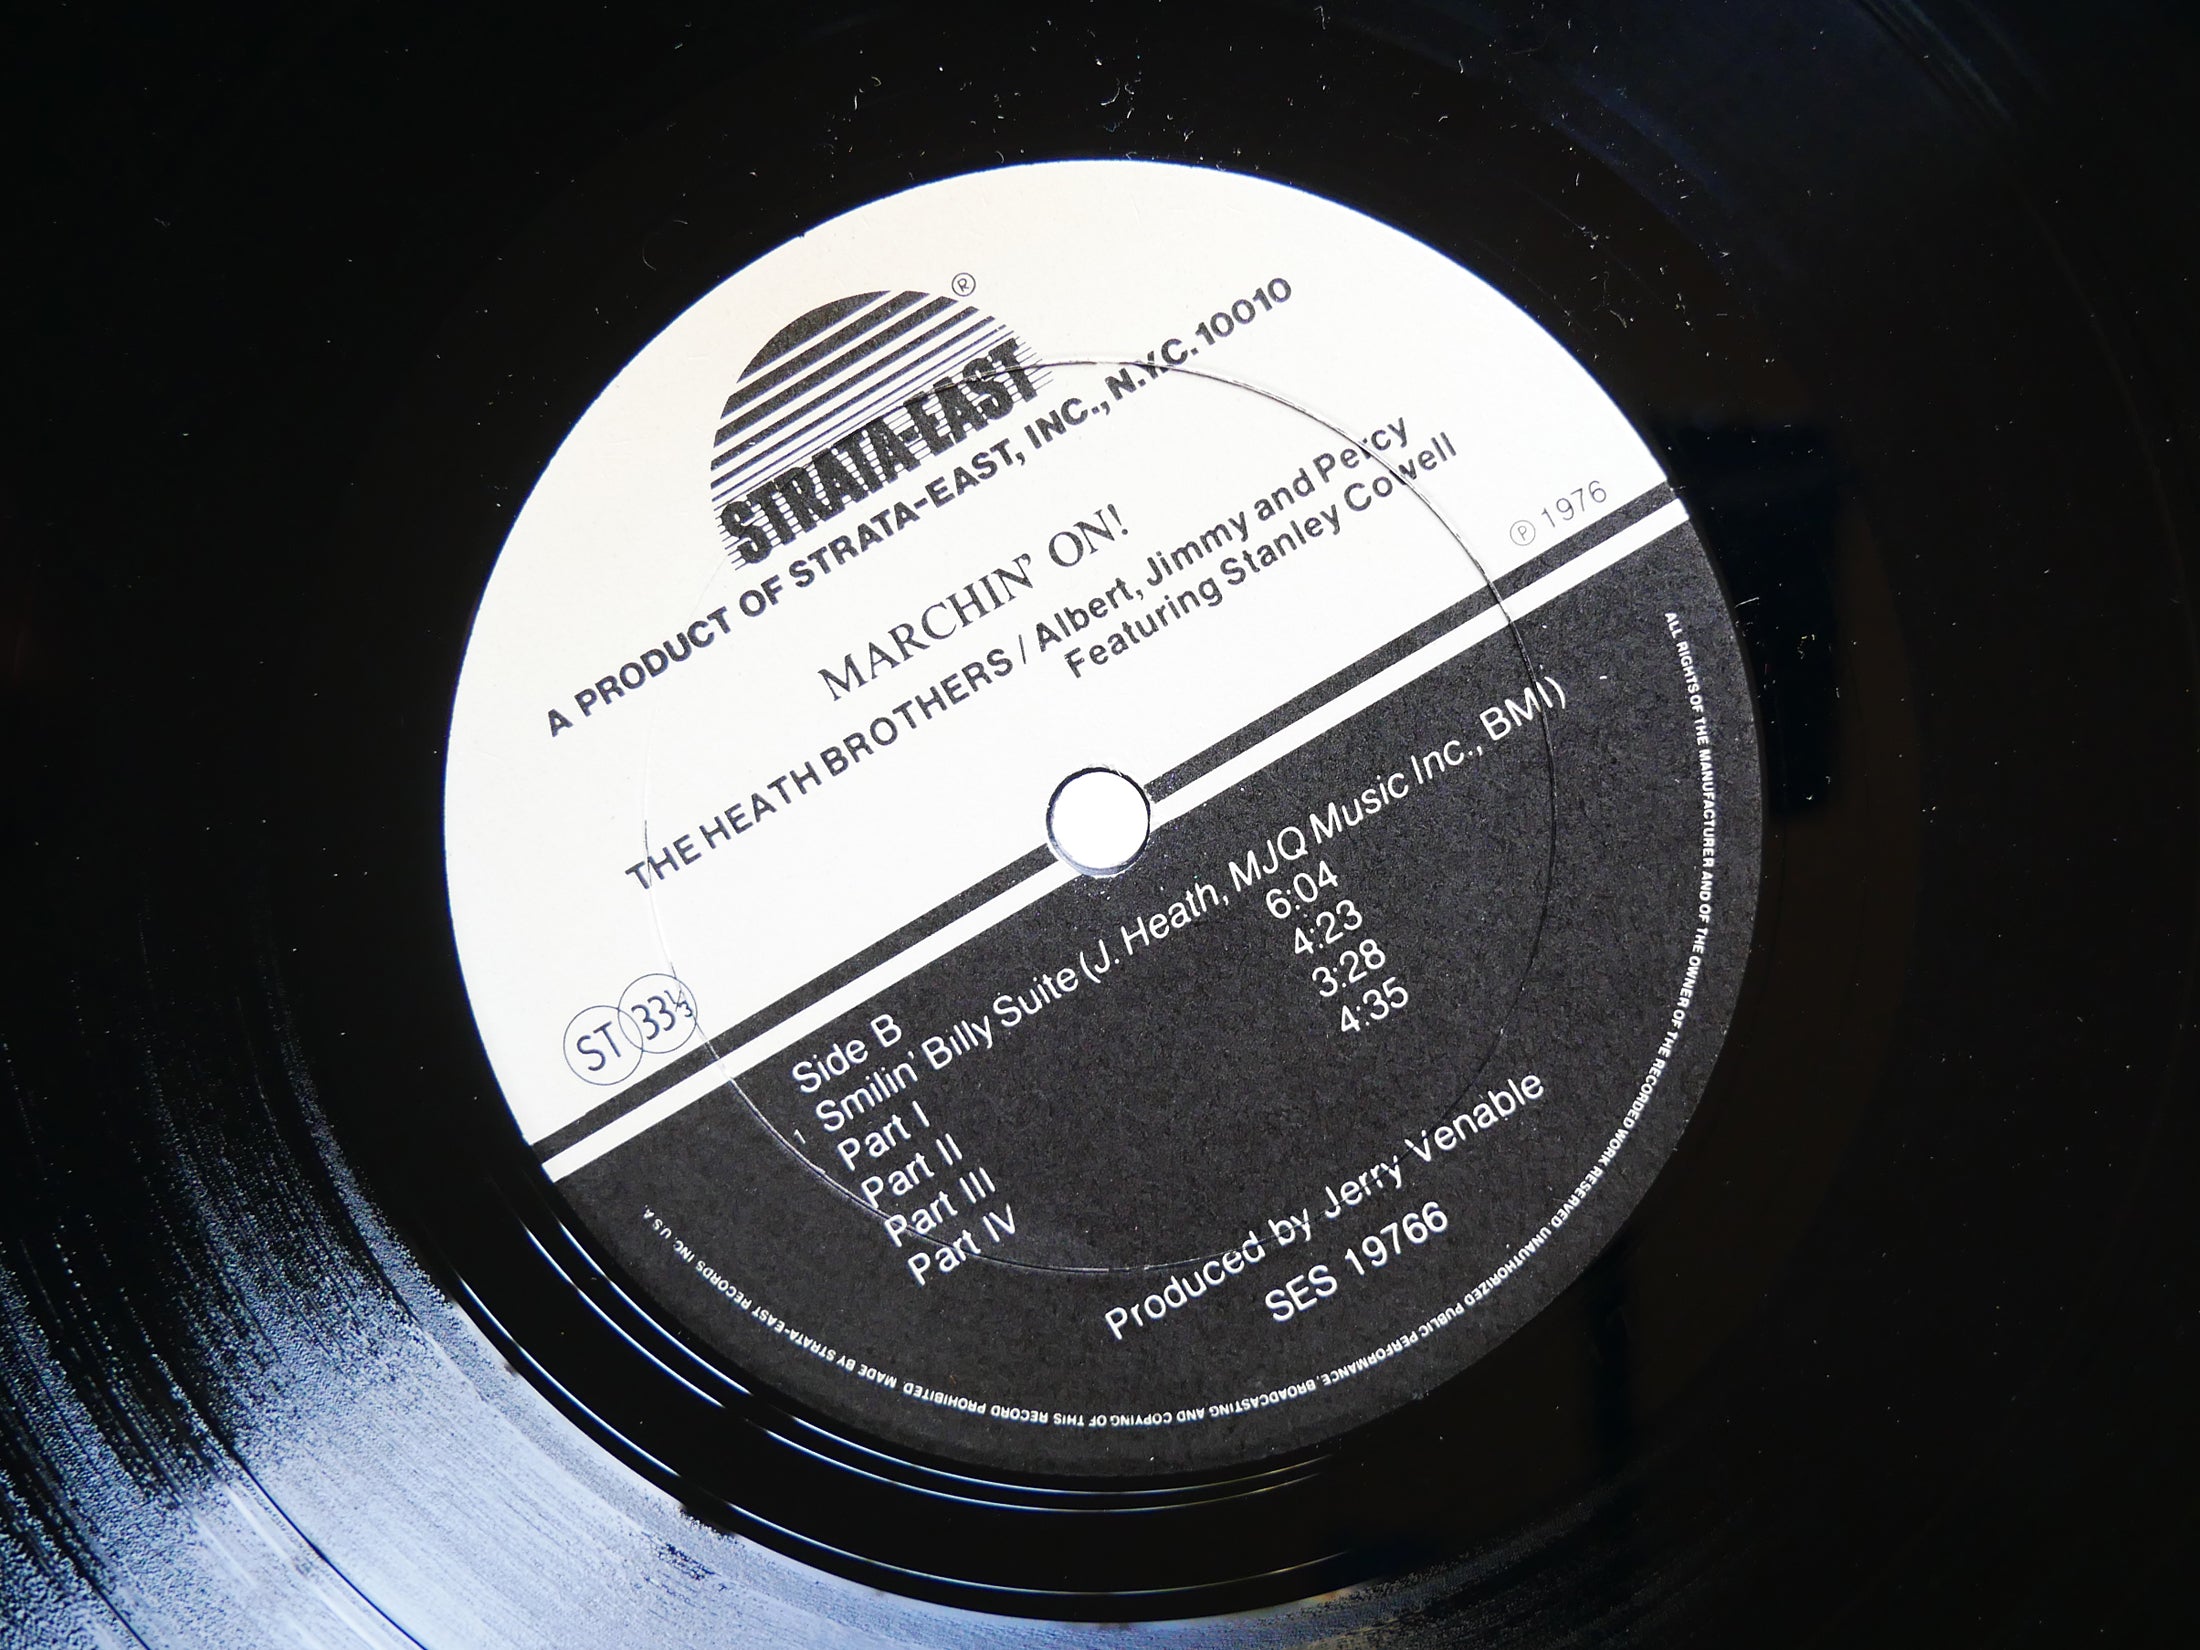 ®
STRATA-EAST
A PRODUCT OF STRATA-EAST, INC., N.Y.C. 10010
MARCHIN' ON!
THE HEATH BROTHERS / Albert, Jimmy and Percy
Featuring Stanley Cowell
℗ 1976
ST 33⅓
Side B
Smilin' Billy Suite (J. Heath, MJQ Music Inc., BMI)
Part I 6:04
Part II 4:23
Part III 3:28
Part IV 4:35
Produced by Jerry Venable
SES 19766
ALL RIGHTS OF THE MANUFACTURER AND OF THE OWNER OF THE RECORDED WORK RESERVED. UNAUTHORIZED PUBLIC PERFORMANCE, BROADCASTING AND COPYING OF THIS RECORD PROHIBITED. MADE BY STRATA-EAST RECORDS INC. U.S.A.